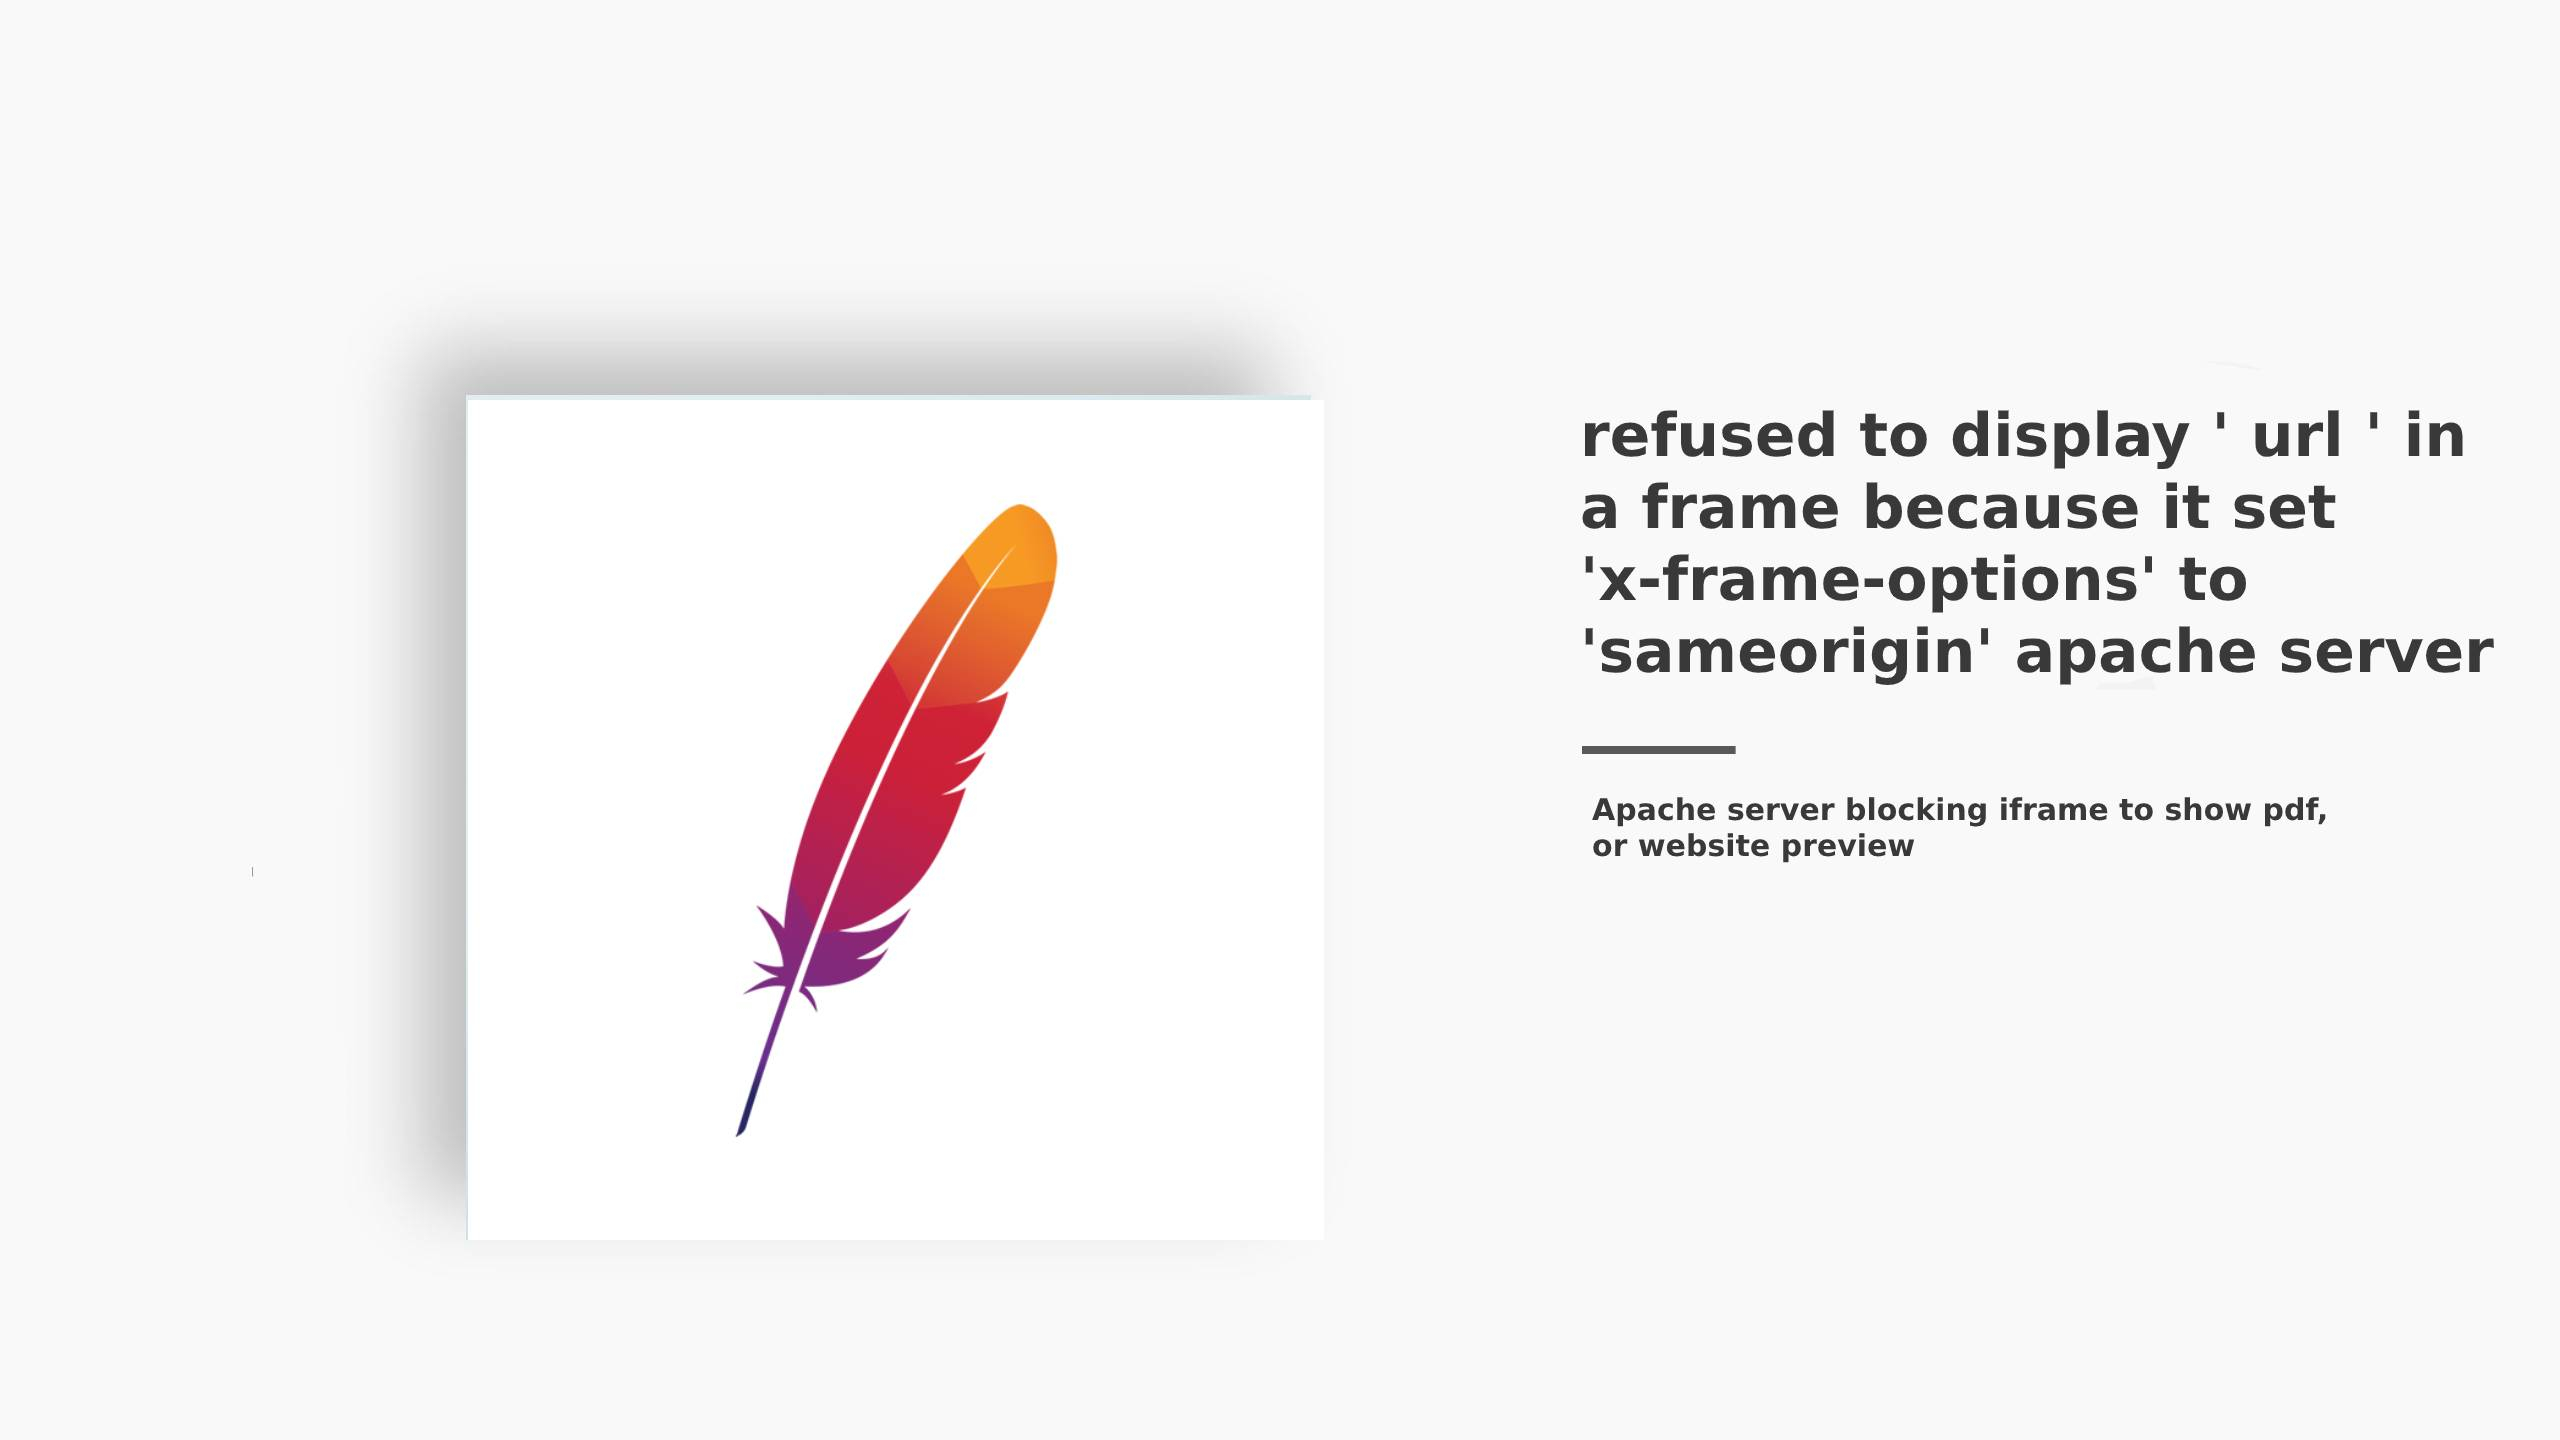 refused to display ' url ' in
a frame because it set
'x-frame-options' to
'sameorigin' apache server
Apache server blocking iframe to show pdf,
or website preview